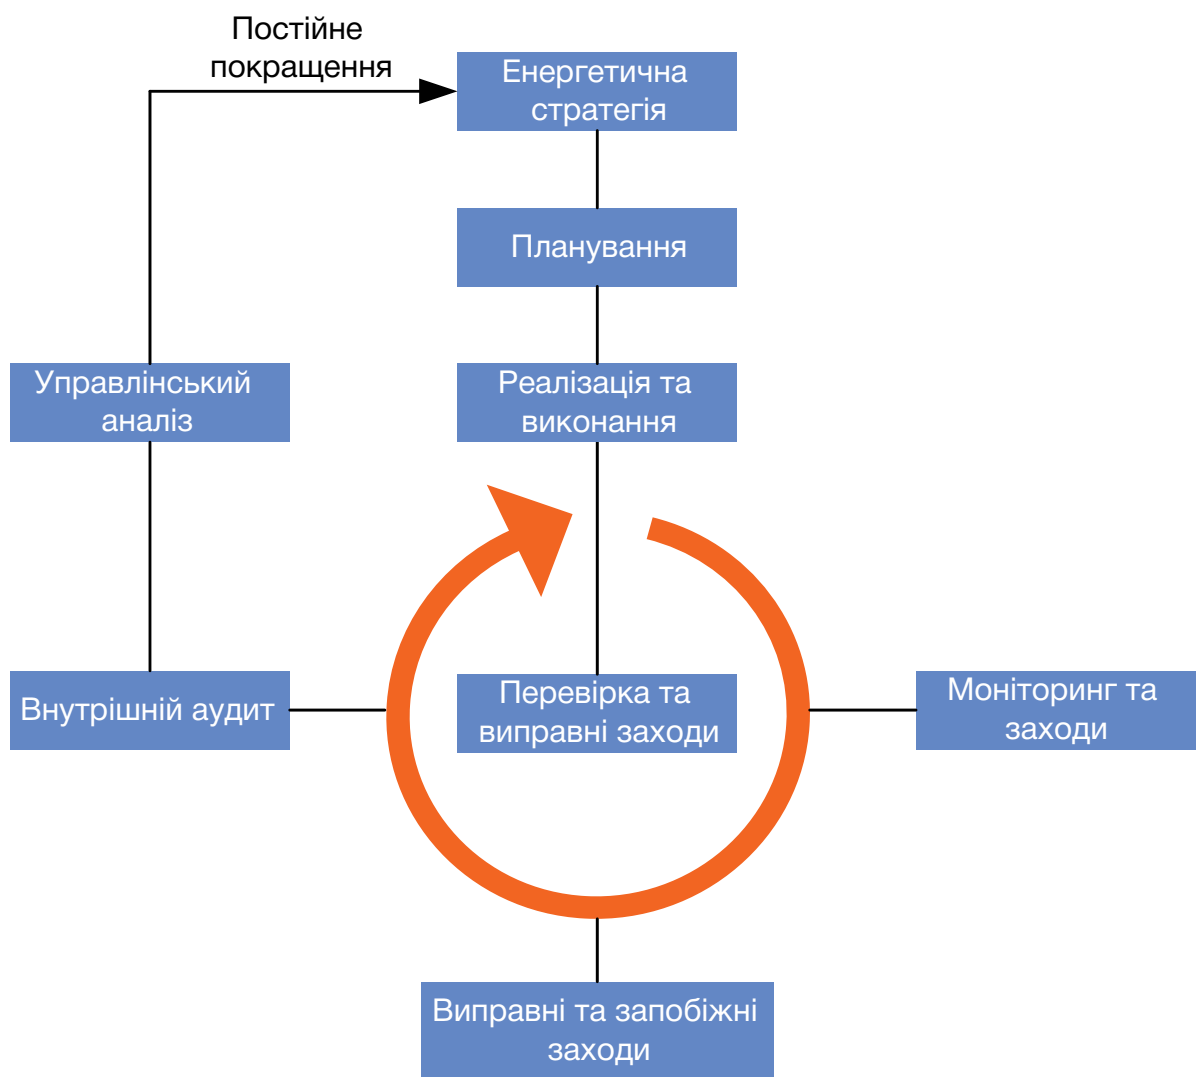 Постійне
покращення
Енергетична
стратегія
Планування
Управлінський
аналіз
Реалізація та
виконання
Внутрішній аудит
Перевірка та
виправні заходи
Моніторинг та
заходи
Виправні та запобіжні
заходи